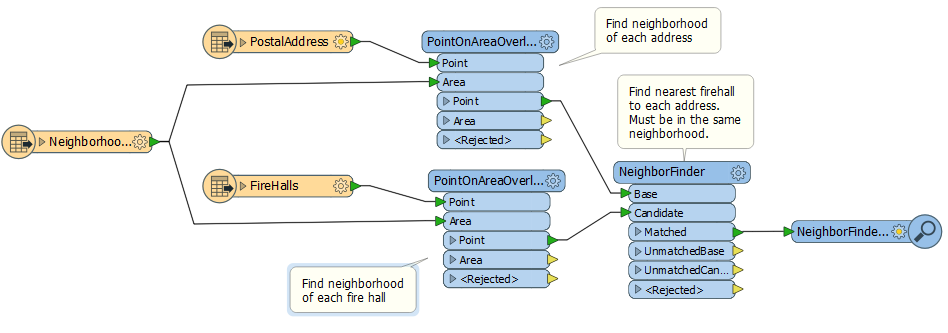 PostalAddress
PointOnAreaOverl...
Point
Area
Point
Area
<Rejected>
Find neighborhood
of each address
Find nearest firehall
to each address.
Must be in the same
neighborhood.
Neighborhoo...
FireHalls
PointOnAreaOverl...
Point
Area
Point
Area
<Rejected>
Find neighborhood
of each fire hall
NeighborFinder
Base
Candidate
Matched
UnmatchedBase
UnmatchedCan...
<Rejected>
NeighborFinde...